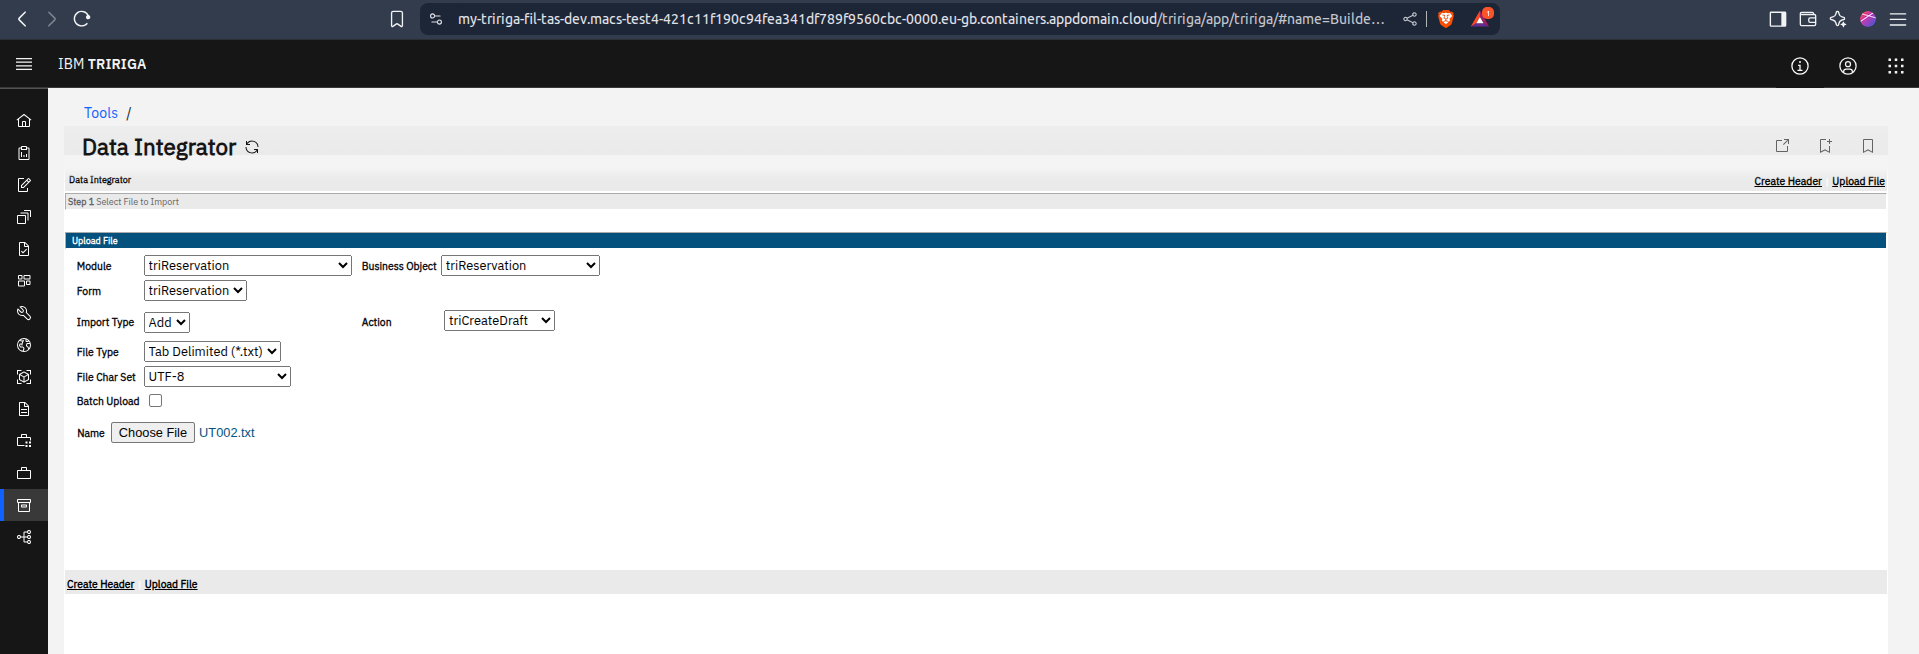 my-tririga-fil-tas-dev.macs-test4-421c11f190c94fea341df789f9560cbc-0000.eu-gb.containers.appdomain.cloud/tririga/app/tririga/#name=Builde...
1
IBM TRIRIGA
Tools /
Data Integrator
Data Integrator Create Header Upload File
Step 1 Select File to Import
Upload File
Module triReservation Business Object triReservation
Form triReservation
Import Type Add Action triCreateDraft
File Type Tab Delimited (*.txt)
File Char Set UTF-8
Batch Upload
Name Choose File UT002.txt
Create Header Upload File